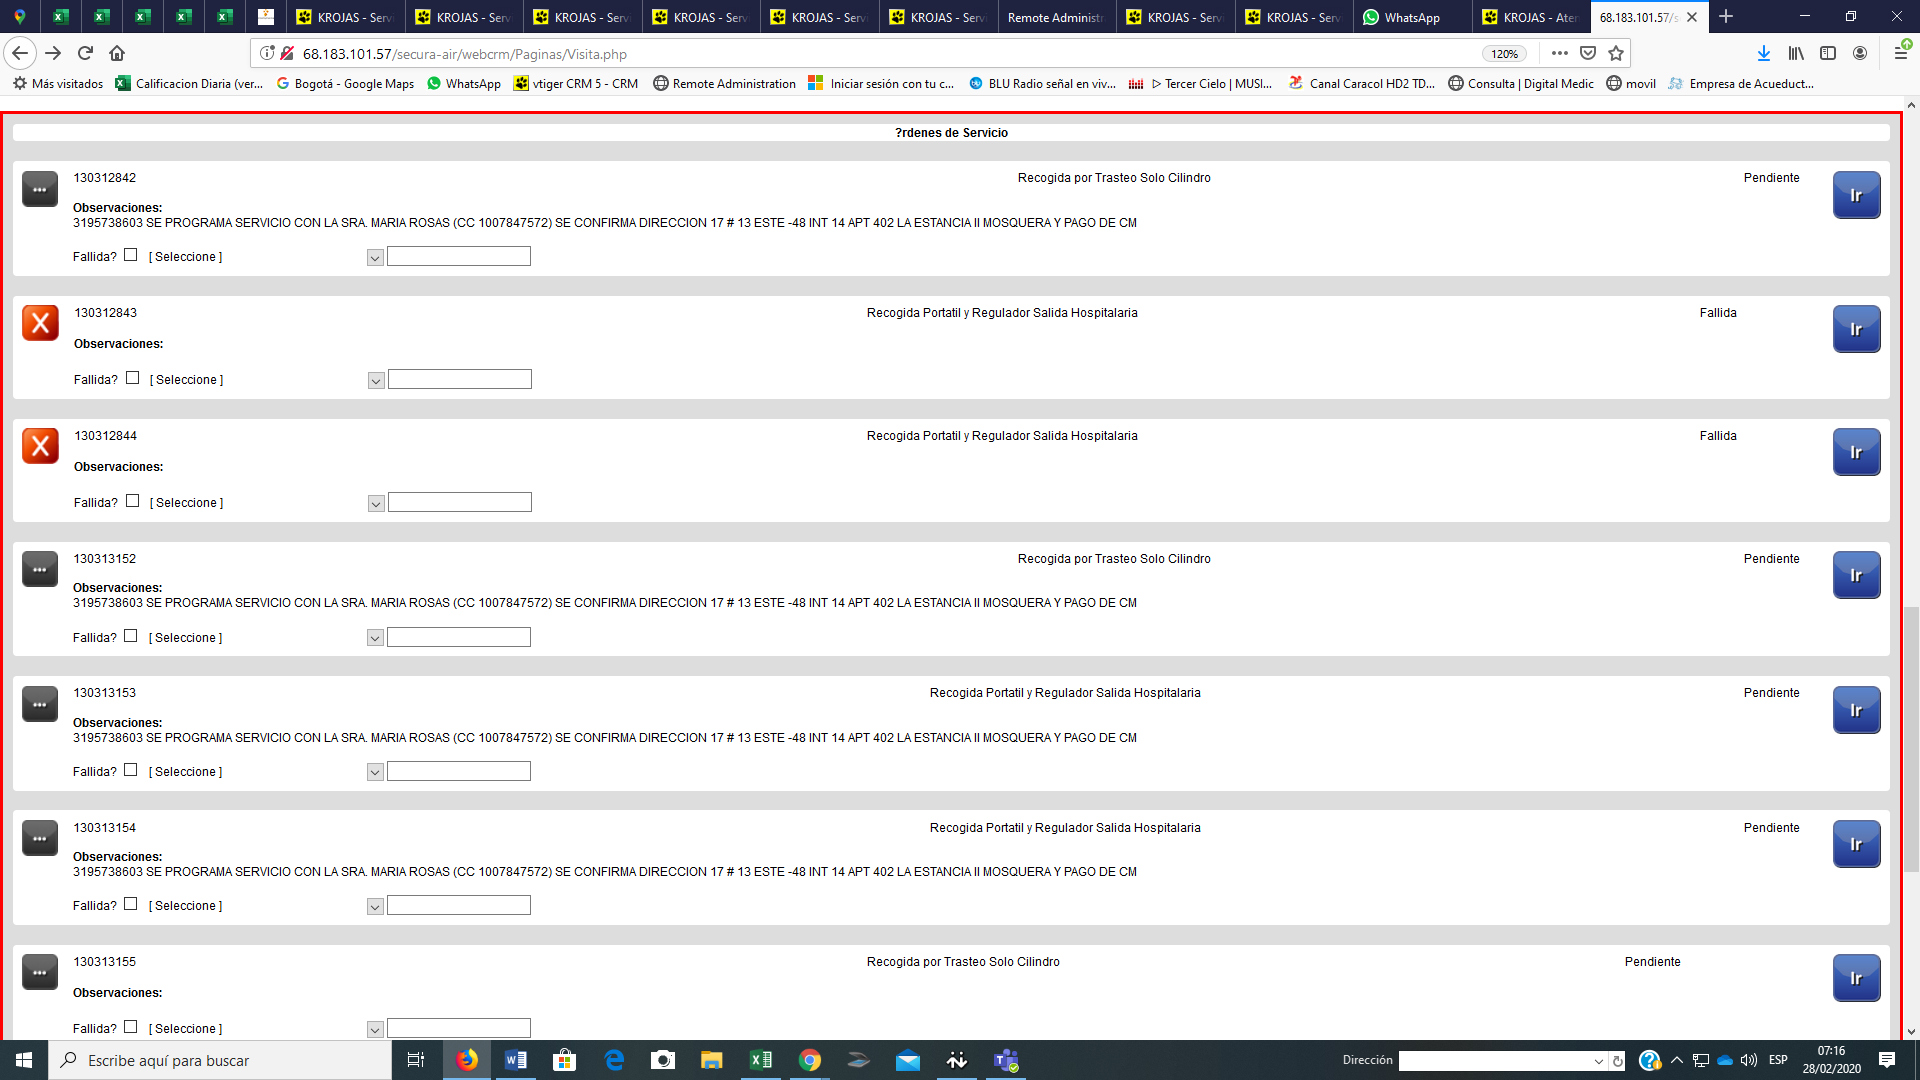 KROJAS - Servi
KROJAS - Serv
KROJAS - Serv
KROJAS - Serv
KROJAS - Serv
KROJAS - Serv
Remote Administr
KROJAS - Serv
KROJAS - Serv
WhatsApp
KROJAS - Aten
68.183.101.57/s
68.183.101.57/secura-air/webcrm/Paginas/Visita.php
120%
Más visitados
Calificacion Diaria (ver...
Bogotá - Google Maps
WhatsApp
vtiger CRM 5 - CRM
Remote Administration
Iniciar sesión con tu c...
BLU Radio señal en viv...
▷ Tercer Cielo | MUSI...
Canal Caracol HD2 TD...
Consulta | Digital Medic
movil
Empresa de Acueduct...
?rdenes de Servicio
130312842 Recogida por Trasteo Solo Cilindro Pendiente Ir
Observaciones:
3195738603 SE PROGRAMA SERVICIO CON LA SRA. MARIA ROSAS (CC 1007847572) SE CONFIRMA DIRECCION 17 # 13 ESTE -48 INT 14 APT 402 LA ESTANCIA II MOSQUERA Y PAGO DE CM
Fallida? [ Seleccione ]
130312843 Recogida Portatil y Regulador Salida Hospitalaria Fallida Ir
Observaciones:
Fallida? [ Seleccione ]
130312844 Recogida Portatil y Regulador Salida Hospitalaria Fallida Ir
Observaciones:
Fallida? [ Seleccione ]
130313152 Recogida por Trasteo Solo Cilindro Pendiente Ir
Observaciones:
3195738603 SE PROGRAMA SERVICIO CON LA SRA. MARIA ROSAS (CC 1007847572) SE CONFIRMA DIRECCION 17 # 13 ESTE -48 INT 14 APT 402 LA ESTANCIA II MOSQUERA Y PAGO DE CM
Fallida? [ Seleccione ]
130313153 Recogida Portatil y Regulador Salida Hospitalaria Pendiente Ir
Observaciones:
3195738603 SE PROGRAMA SERVICIO CON LA SRA. MARIA ROSAS (CC 1007847572) SE CONFIRMA DIRECCION 17 # 13 ESTE -48 INT 14 APT 402 LA ESTANCIA II MOSQUERA Y PAGO DE CM
Fallida? [ Seleccione ]
130313154 Recogida Portatil y Regulador Salida Hospitalaria Pendiente Ir
Observaciones:
3195738603 SE PROGRAMA SERVICIO CON LA SRA. MARIA ROSAS (CC 1007847572) SE CONFIRMA DIRECCION 17 # 13 ESTE -48 INT 14 APT 402 LA ESTANCIA II MOSQUERA Y PAGO DE CM
Fallida? [ Seleccione ]
130313155 Recogida por Trasteo Solo Cilindro Pendiente Ir
Observaciones:
Fallida? [ Seleccione ]
Escribe aquí para buscar
Dirección
ESP
07:16
28/02/2020